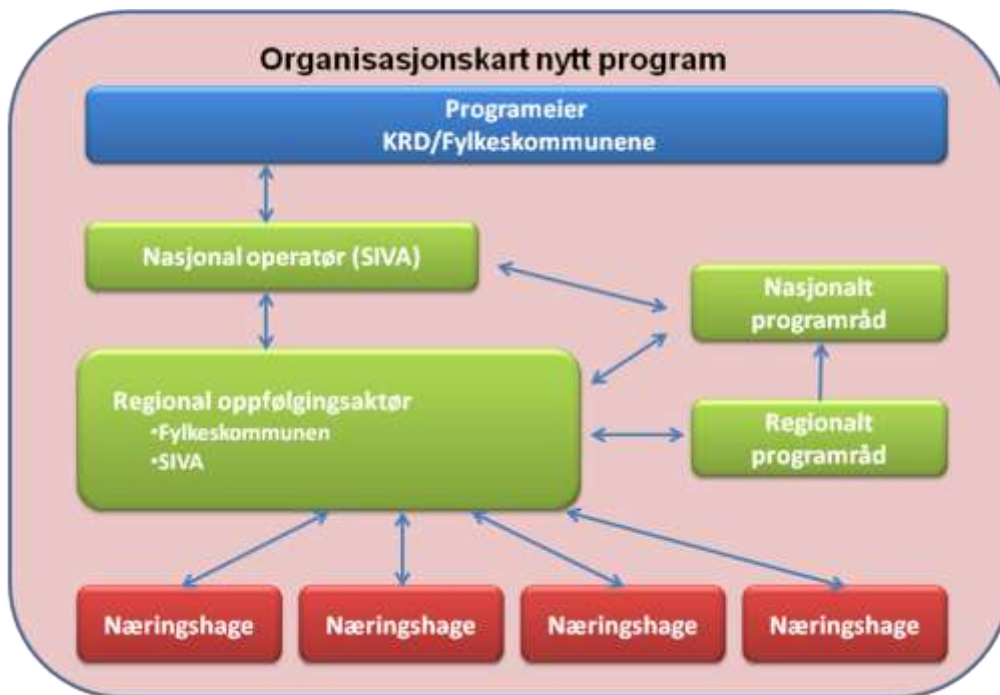 Organisasjonskart nytt program
Programeier
KRD/Fylkeskommunene
Nasjonal operatør (SIVA)
Nasjonalt
programråd
Regional oppfølgingsaktør
•Fylkeskommunen
•SIVA
Regionalt
programråd
Næringshage
Næringshage
Næringshage
Næringshage